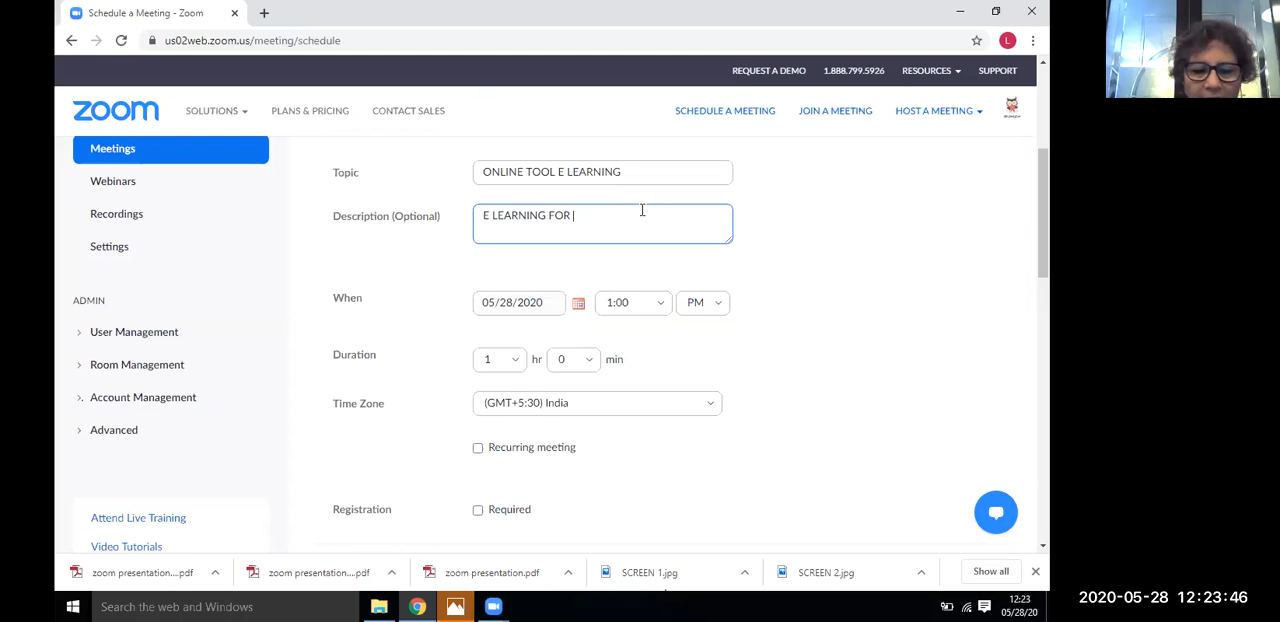 Schedule a Meeting - Zoom
us02web.zoom.us/meeting/schedule
L
REQUEST A DEMO 1.888.799.5926 RESOURCES SUPPORT
zoom SOLUTIONS PLANS & PRICING CONTACT SALES SCHEDULE A MEETING JOIN A MEETING HOST A MEETING
Meetings
Webinars
Recordings
Settings
ADMIN
User Management
Room Management
Account Management
Advanced
Attend Live Training
Video Tutorials
Topic ONLINE TOOL E LEARNING
Description (Optional) E LEARNING FOR
When 05/28/2020 1:00 PM
Duration 1 hr 0 min
Time Zone (GMT+5:30) India
Recurring meeting
Registration Required
zoom presentation....pdf zoom presentation....pdf zoom presentation.pdf SCREEN 1.jpg SCREEN 2.jpg Show all
Search the web and Windows
12:23
05/28/20
2020-05-28 12:23:46